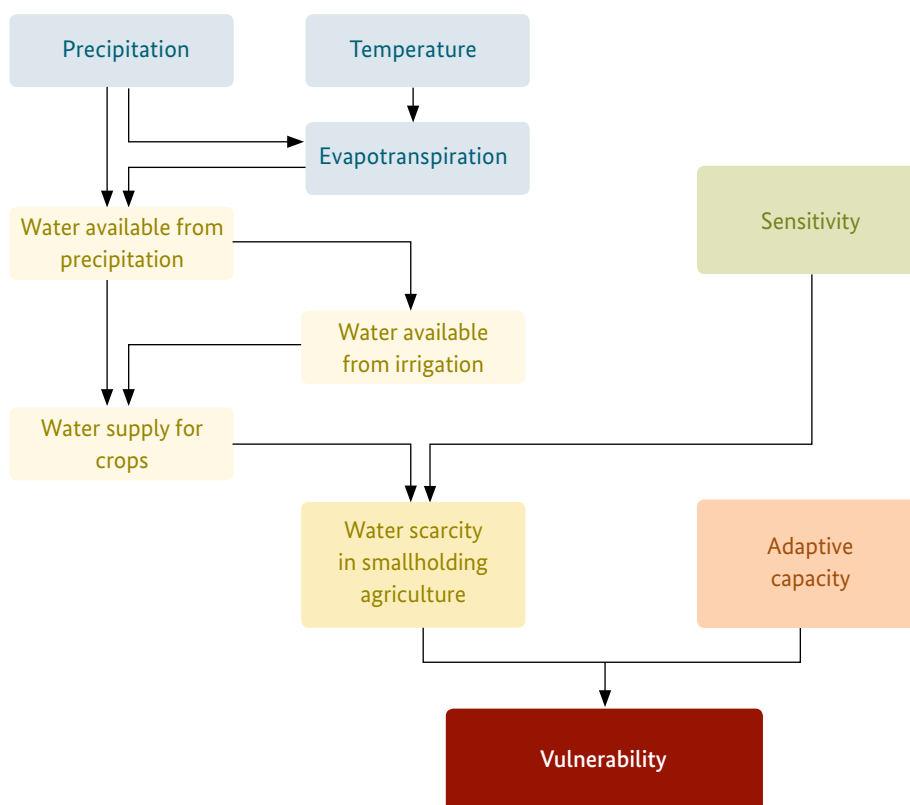 Precipitation
Temperature
Evapotranspiration
Water available from
precipitation
Sensitivity
Water available
from irrigation
Water supply for
crops
Water scarcity
in smallholding
agriculture
Adaptive
capacity
Vulnerability